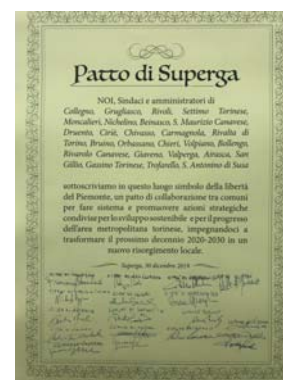 Patto di Superga
NOI, Sindaci e amministratori di
Collegno, Grugliasco, Rivoli, Settimo Torinese,
Moncalieri, Nichelino, Beinasco, S. Maurizio Canavese,
Druento, Ciriè, Chivasso, Carmagnola, Rivalta di
Torino, Bruino, Orbassano, Chieri, Volpiano, Bollengo,
Rivarolo Canavese, Giaveno, Valperga, Airasca, San
Gillio, Gassino Torinese, Trofarello, S. Antonino di Susa
sottoscriviamo in questo luogo simbolo della libertà
del Piemonte, un patto di collaborazione tra comuni
per fare sistema e promuovere azioni strategiche
condivise per lo sviluppo sostenibile e per il progresso
dell'area metropolitana torinese, impegnandoci a
trasformare il prossimo decennio 2020-2030 in un
nuovo risorgimento locale.
Superga, 30 dicembre 2019